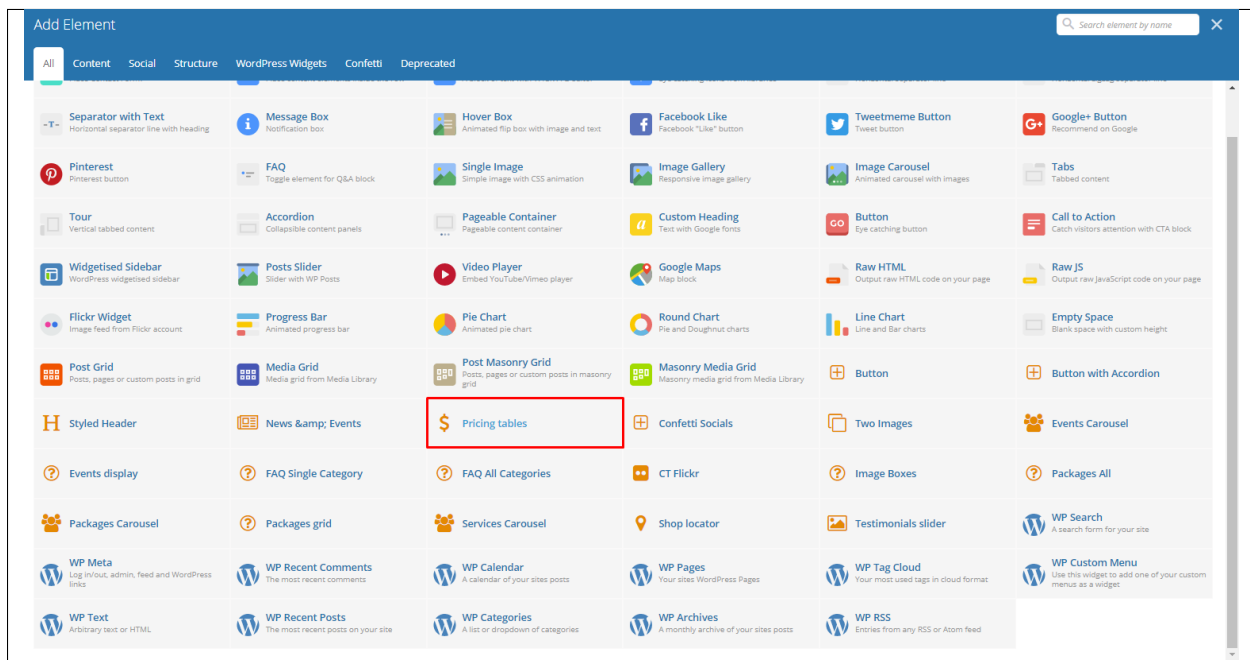 Add Element
Search element by name
All Content Social Structure WordPress Widgets Confetti Deprecated
Separator with Text
Horizontal separator line with heading
Message Box
Notification box
Hover Box
Animated flip box with image and text
Facebook Like
Facebook "Like" button
Tweetmeme Button
Tweet button
Google+ Button
Recommend on Google
Pinterest
Pinterest button
FAQ
Toggle element for Q&A block
Single Image
Simple image with CSS animation
Image Gallery
Responsive image gallery
Image Carousel
Animated carousel with images
Tabs
Tabbed content
Tour
Vertical tabbed content
Accordion
Collapsible content panels
Pageable Container
Pageable content container
Custom Heading
Text with Google fonts
GO
Button
Eye catching button
Call to Action
Catch visitors attention with CTA block
Widgetised Sidebar
WordPress widgetised sidebar
Posts Slider
Slider with WP Posts
Video Player
Embed YouTube/Vimeo player
Google Maps
Map block
Raw HTML
Output raw HTML code on your page
Raw JS
Output raw JavaScript code on your page
Flickr Widget
Image feed from Flickr account
Progress Bar
Animated progress bar
Pie Chart
Animated pie chart
Round Chart
Pie and Doughnut charts
Line Chart
Line and Bar charts
Empty Space
Blank space with custom height
Post Grid
Posts, pages or custom posts in grid
Media Grid
Media grid from Media Library
Post Masonry Grid
Posts, pages or custom posts in masonry
grid
Masonry Media Grid
Masonry media grid from Media Library
Button
Button with Accordion
Styled Header
News &amp; Events
Pricing tables
Confetti Socials
Two Images
Events Carousel
Events display
FAQ Single Category
FAQ All Categories
CT Flickr
Image Boxes
Packages All
Packages Carousel
Packages grid
Services Carousel
Shop locator
Testimonials slider
WP Search
A search form for your site
WP Meta
Log in/out, admin, feed and WordPress
links
WP Recent Comments
The most recent comments
WP Calendar
A calendar of your sites posts
WP Pages
Your sites WordPress Pages
WP Tag Cloud
Your most used tags in cloud format
WP Custom Menu
Use this widget to add one of your custom
menus as a widget
WP Text
Arbitrary text or HTML
WP Recent Posts
The most recent posts on your site
WP Categories
A list or dropdown of categories
WP Archives
A monthly archive of your sites posts
WP RSS
Entries from any RSS or Atom feed